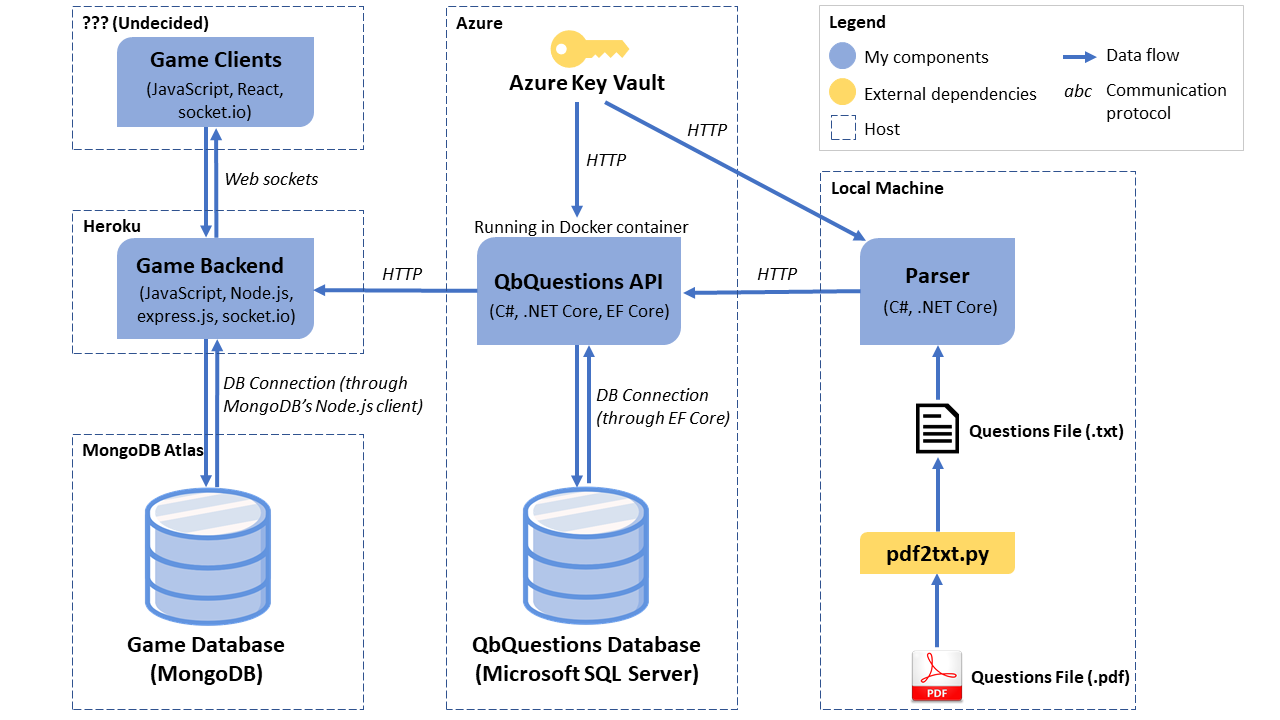 ??? (Undecided)
Game Clients
(JavaScript, React,
socket.io)
Web sockets
Heroku
Game Backend
(JavaScript, Node.js,
express.js, socket.io)
DB Connection (through
MongoDB's Node.js client)
MongoDB Atlas
Game Database
(MongoDB)
Azure
Azure Key Vault
HTTP
HTTP
Running in Docker container
HTTP
QbQuestions API
(C#, .NET Core, EF Core)
HTTP
DB Connection
(through EF Core)
QbQuestions Database
(Microsoft SQL Server)
Legend
My components
Data flow
External dependencies
abc
Communication
protocol
Host
Local Machine
Parser
(C#, .NET Core)
Questions File (.txt)
pdf2txt.py
PDF
Questions File (.pdf)